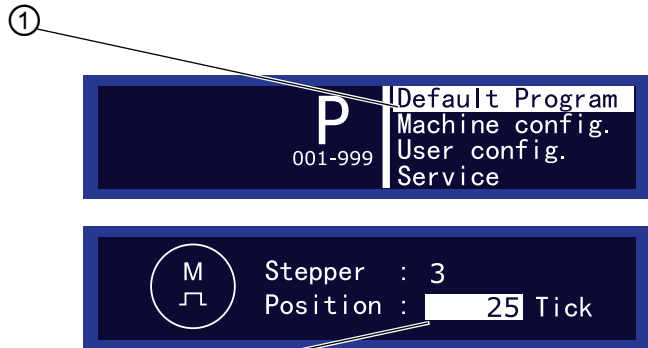 ①
P
001-999
Default Program
Machine config.
User config.
Service
M
Stepper : 3
Position : 25 Tick